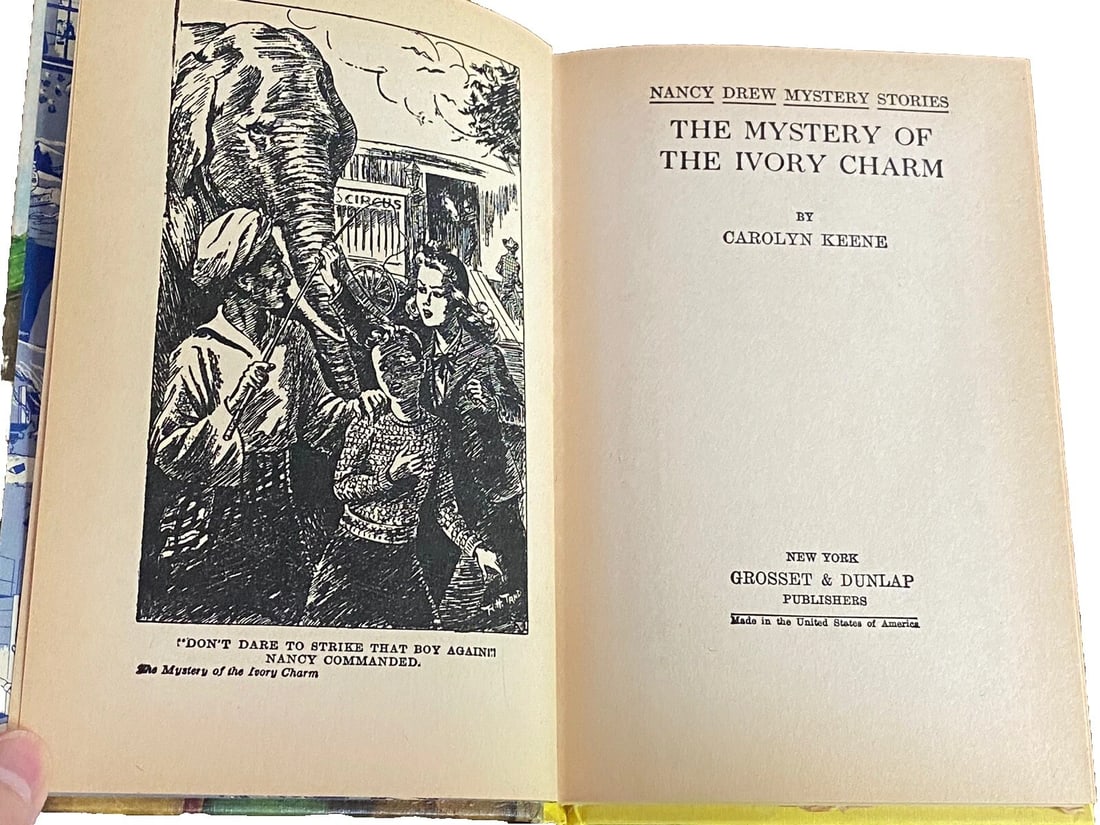 CIRCUS
"DON'T DARE TO STRIKE THAT BOY AGAIN!"
NANCY COMMANDED.
The Mystery of the Ivory Charm
NANCY DREW MYSTERY STORIES
THE MYSTERY OF
THE IVORY CHARM
BY
CAROLYN KEENE
NEW YORK
GROSSET & DUNLAP
PUBLISHERS
Made in the United States of America